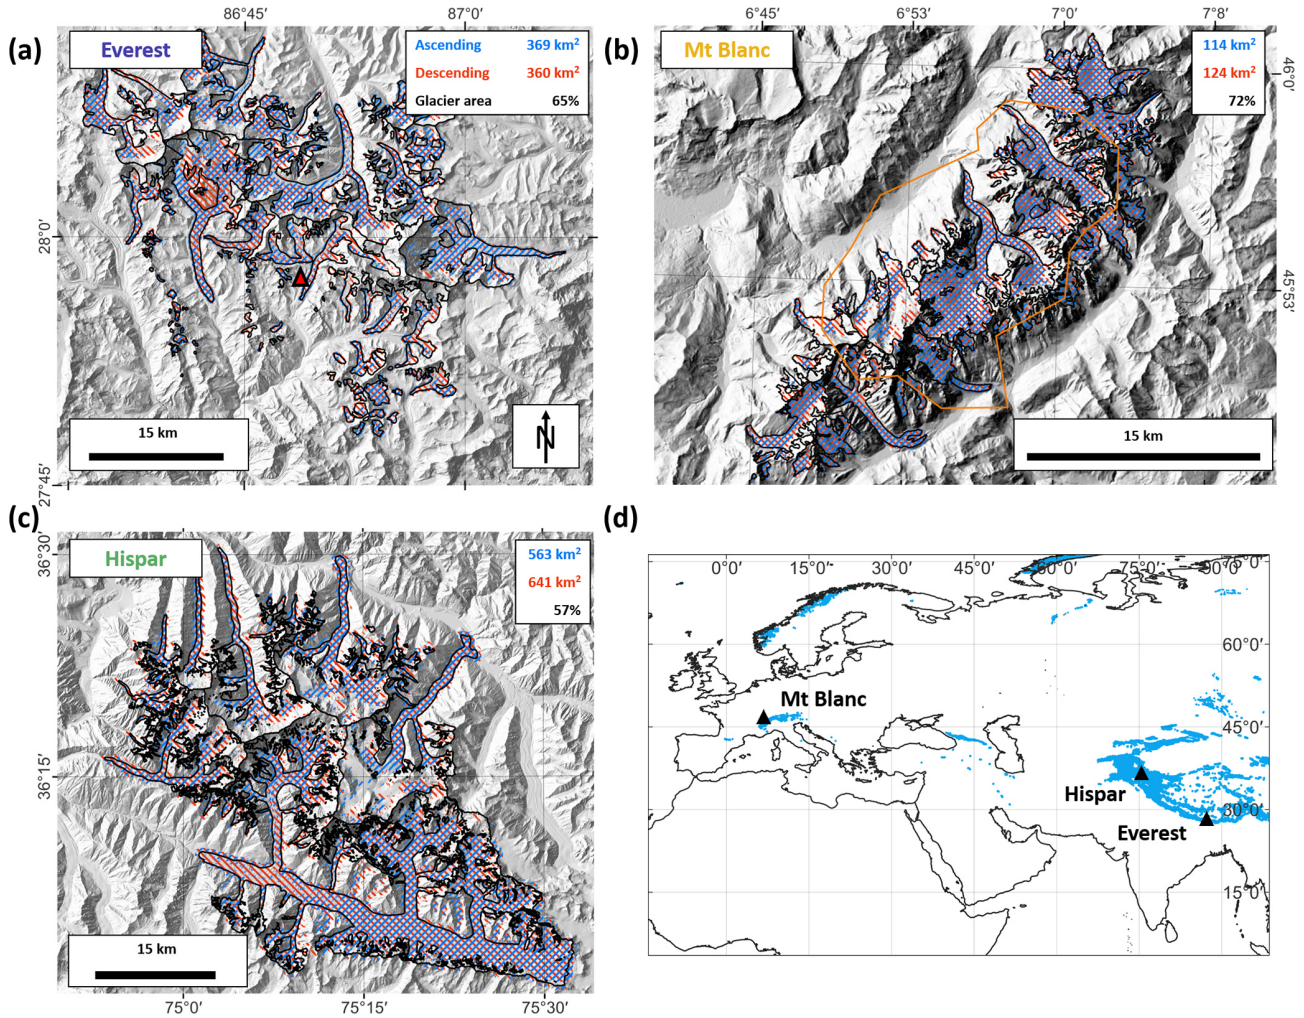 (a)
86°45′
87°0′
Everest
Ascending 369 km²
Descending 360 km²
Glacier area 65%
28°0′
27°45′
15 km
N
(b)
6°45′
6°53′
7°0′
7°8′
Mt Blanc
114 km²
124 km²
72%
46°0′
45°53′
15 km
(c)
36°30′
36°15′
Hispar
563 km²
641 km²
57%
15 km
75°0′
75°15′
75°30′
(d)
0°0′
15°0′
30°0′
45°0′
75°0′
60°0′
45°0′
30°0′
15°0′
Mt Blanc
Hispar
Everest